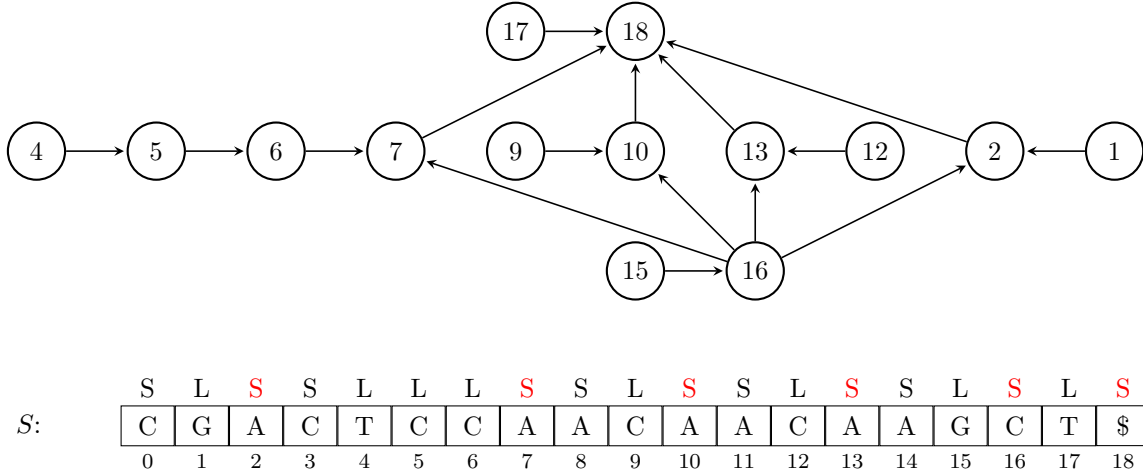 17 18
4 5 6 7 9 10 13 12 2 1
15 16
S L S S L L L S S L S S L S S L S L S
S: C G A C T C C A A C A A C A A G C T $
0 1 2 3 4 5 6 7 8 9 10 11 12 13 14 15 16 17 18